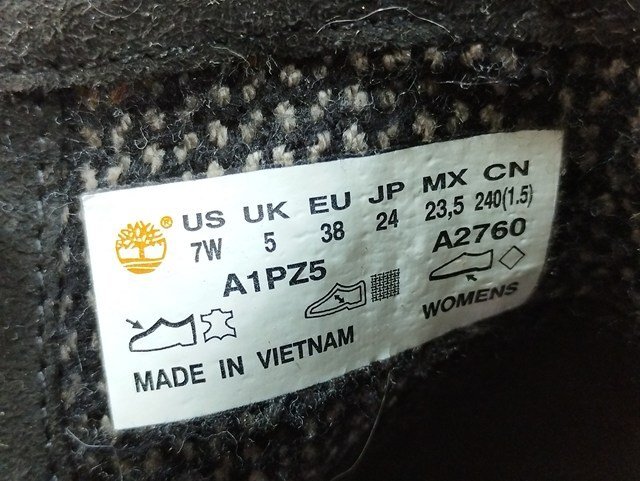 ® US UK EU JP MX CN
7W 5 38 24 23,5 240(1.5)
A1PZ5 A2760
WOMENS
MADE IN VIETNAM